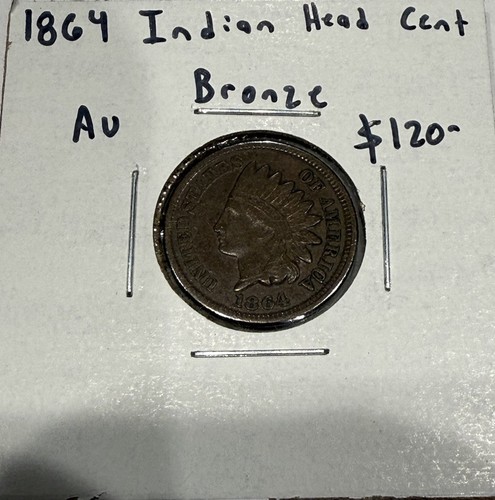 1864 Indian Head Cent
Bronze
AU
$120-
UNITED STATES OF AMERICA
1864